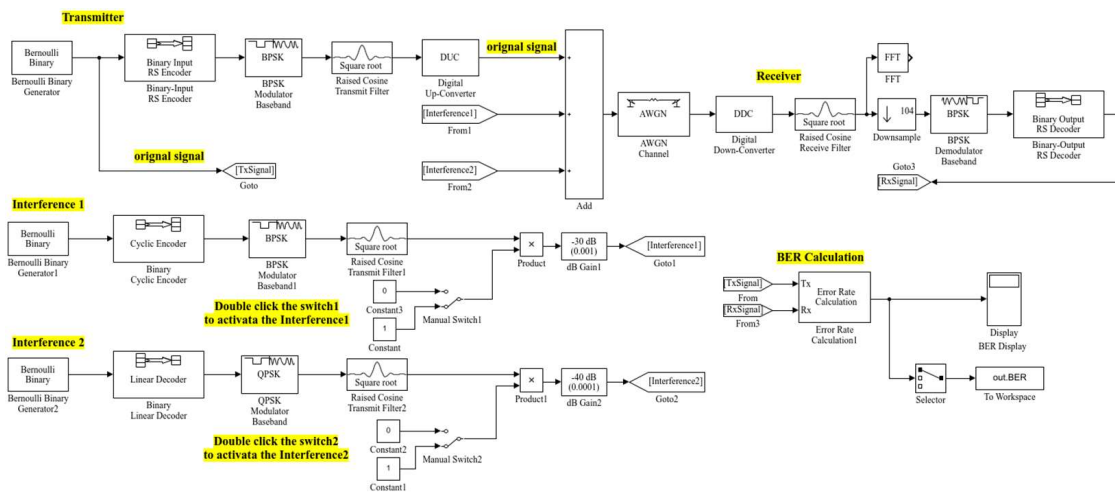 Transmitter
Bernoulli
Binary
Bernoulli Binary
Generator
Binary Input
RS Encoder
Binary-Input
RS Encoder
BPSK
BPSK
Modulator
Baseband
Square root
Raised Cosine
Transmit Filter
DUC
Digital
Up-Converter
orignal signal
[Interference1]
From1
[Interference2]
From2
+
+
+
Add
AWGN
AWGN
Channel
DDC
Digital
Down-Converter
Receiver
Square root
Raised Cosine
Receive Filter
FFT
FFT
104
Downsample
BPSK
BPSK
Demodulator
Baseband
Binary Output
RS Decoder
Binary-Output
RS Decoder
Goto3
[RxSignal]
orignal signal
[TxSignal]
Goto
Interference 1
Bernoulli
Binary
Bernoulli Binary
Generator1
Cyclic Encoder
Binary
Cyclic Encoder
BPSK
BPSK
Modulator
Baseband1
Square root
Raised Cosine
Transmit Filter1
×
Product
-30 dB
(0.001)
dB Gain1
[Interference1]
Goto1
Double click the switch1
to activata the Interference1
0
Constant3
1
Constant
Manual Switch1
Interference 2
Bernoulli
Binary
Bernoulli Binary
Generator2
Linear Decoder
Binary
Linear Decoder
QPSK
QPSK
Modulator
Baseband
Square root
Raised Cosine
Transmit Filter2
×
Product1
-40 dB
(0.0001)
dB Gain2
[Interference2]
Goto2
Double click the switch2
to activata the Interference2
0
Constant2
1
Constant1
Manual Switch2
BER Calculation
[TxSignal]
From
[RxSignal]
From3
Tx
Rx
Error Rate
Calculation
Error Rate
Calculation1
Display
BER Display
Selector
out.BER
To Workspace